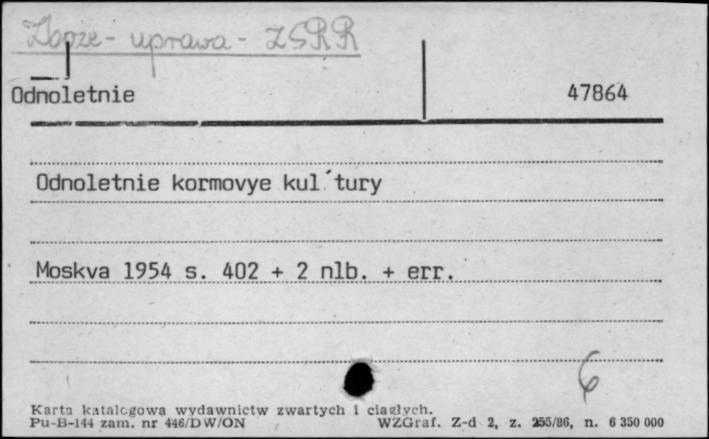 Zboże - uprawa - ZSRR
Odnoletnie 47864
Odnoletnie kormovye kul´tury
Moskva 1954 s. 402 + 2 nlb. + err.
6
Karta katalogowa wydawnictw zwartych i ciągłych.
Pu-B-144 zam. nr 446/DW/ON WZGraf. Z-d 2, z. 255/86, n. 6 350 000